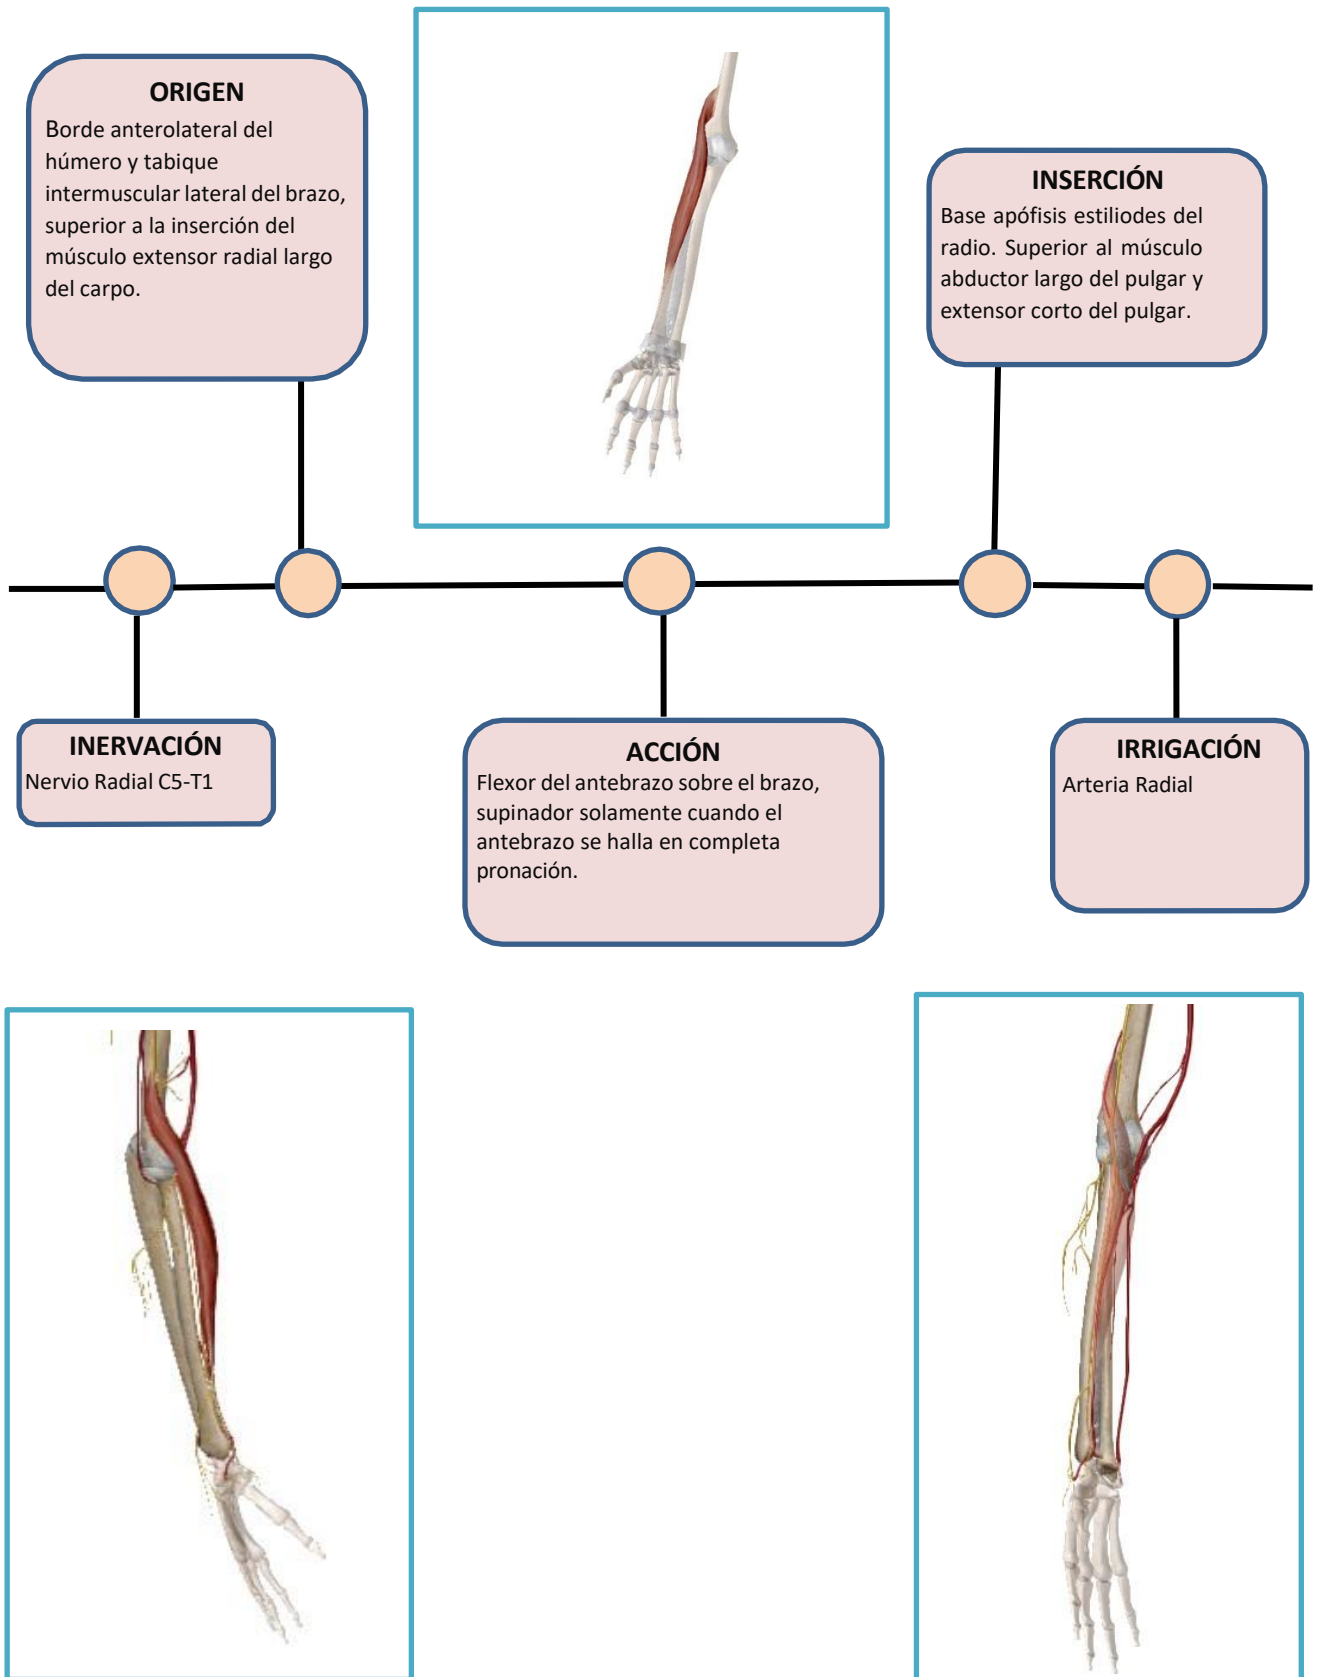 ORIGEN
Borde anterolateral del
húmero y tabique
intermuscular lateral del brazo,
superior a la inserción del
músculo extensor radial largo
del carpo.
INSERCIÓN
Base apófisis estiliodes del
radio. Superior al músculo
abductor largo del pulgar y
extensor corto del pulgar.
INERVACIÓN
Nervio Radial C5-T1
ACCIÓN
Flexor del antebrazo sobre el brazo,
supinador solamente cuando el
antebrazo se halla en completa
pronación.
IRRIGACIÓN
Arteria Radial